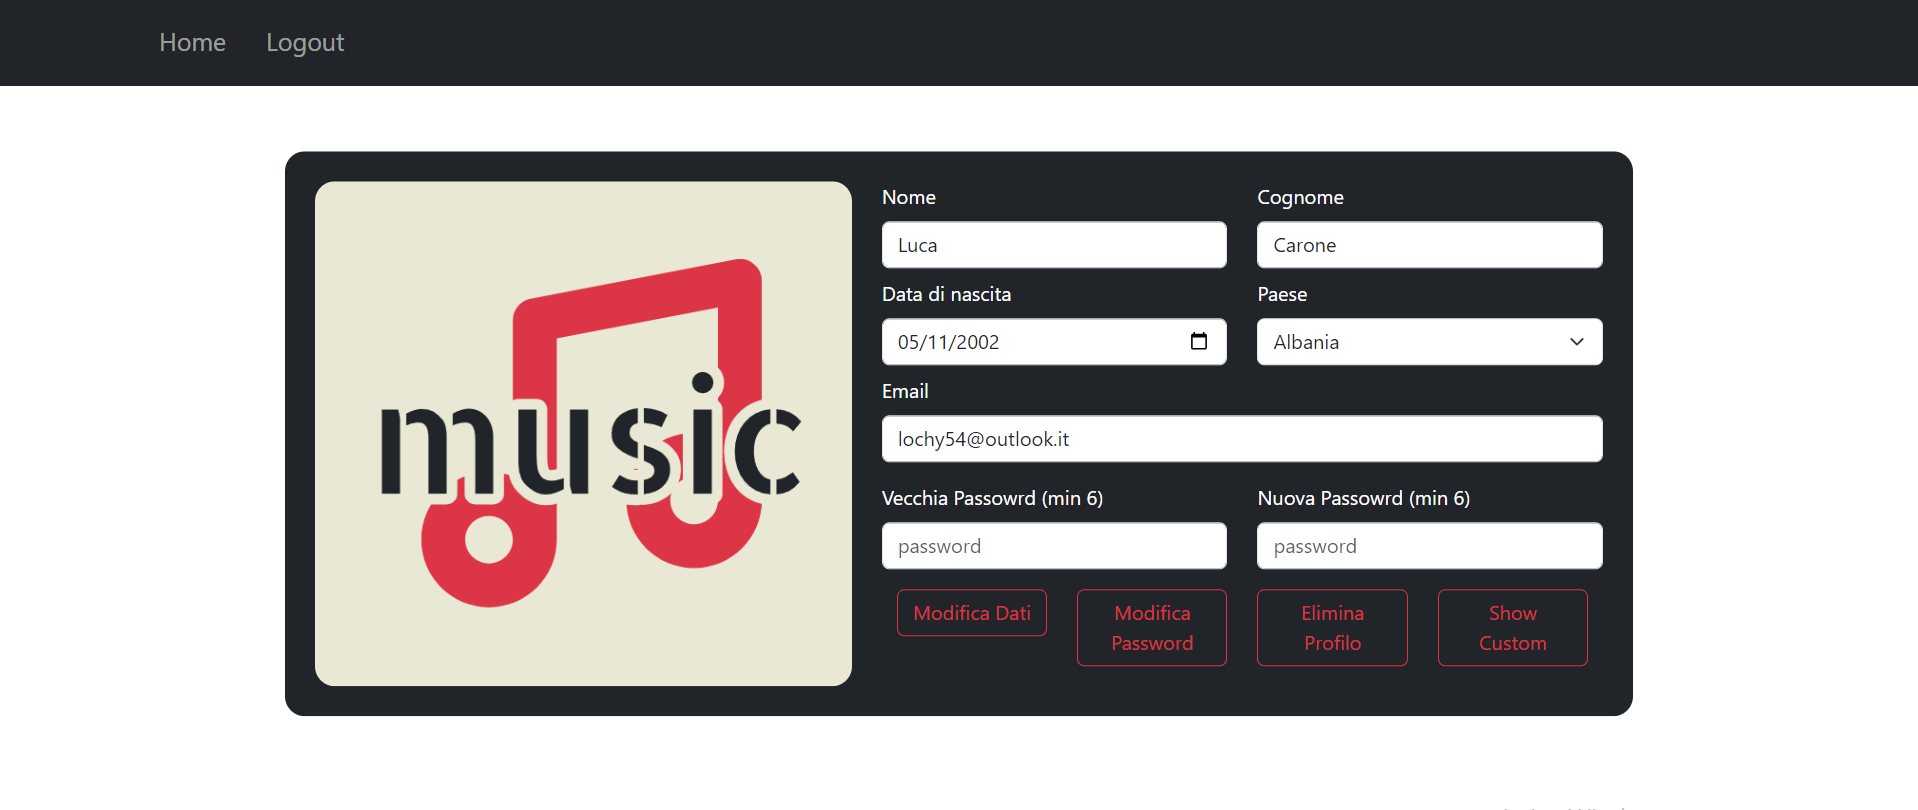 Home Logout
music
Nome Cognome
Luca Carone
Data di nascita Paese
05/11/2002 Albania
Email
lochy54@outlook.it
Vecchia Passowrd (min 6) Nuova Passowrd (min 6)
password password
Modifica Dati
Modifica
Password
Elimina
Profilo
Show
Custom